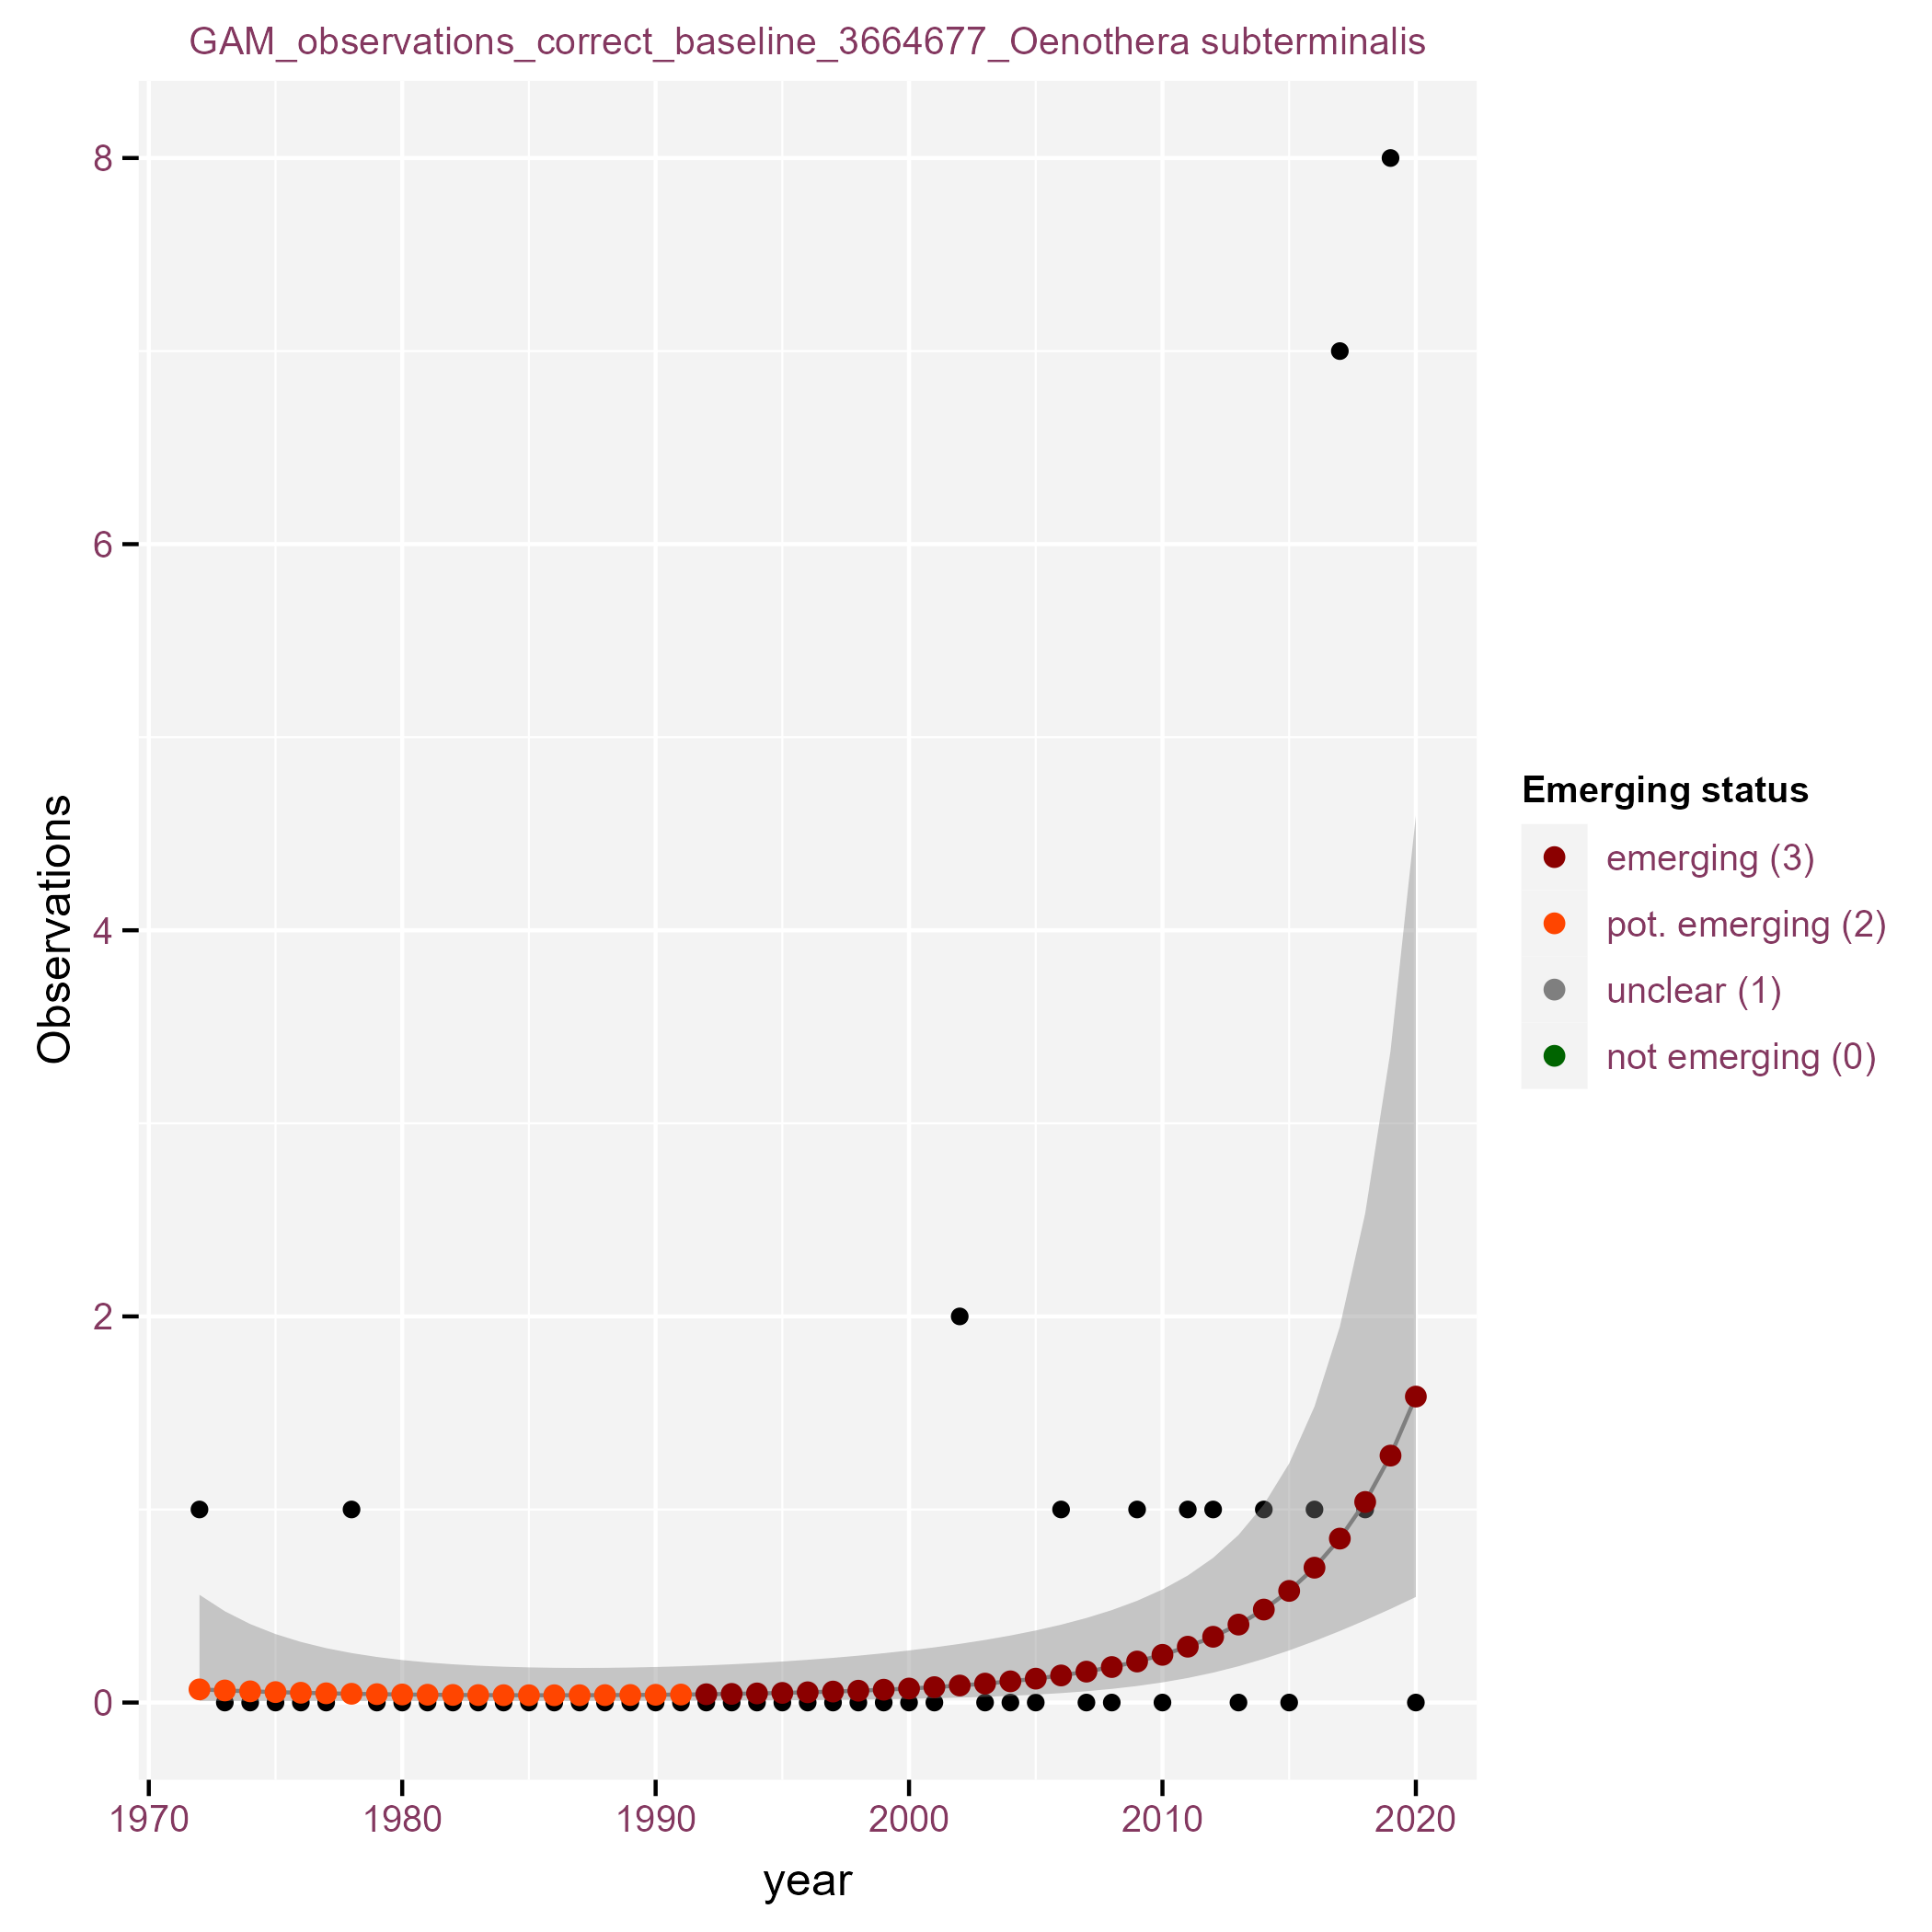 GAM_observations_correct_baseline_3664677_Oenothera subterminalis
8
6
4
2
0
Observations
1970 1980 1990 2000 2010 2020
year
Emerging status
emerging (3)
pot. emerging (2)
unclear (1)
not emerging (0)